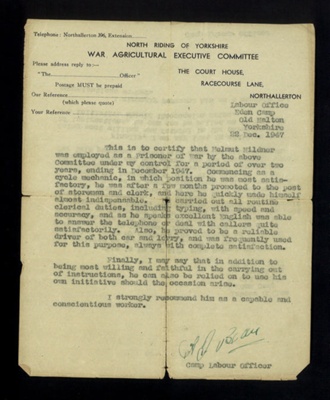 Telephone: Northallerton 396, Extension
NORTH RIDING OF YORKSHIRE
WAR AGRICULTURAL EXECUTIVE COMMITTEE
Please address reply to—
"The Officer"
Postage MUST be prepaid
Our Reference
(which please quote)
Your Reference
THE COURT HOUSE,
RACECOURSE LANE,
NORTHALLERTON
Labour Office
Eden Camp
Old Malton
Yorkshire
Dec. 1947
This is to certify that Helmut
was employed as a Prisoner of War by the above
Committee under my control for a period of over two
years, ending in December 1947. Commencing as a
cycle mechanic, in which position he was most satis-
factory, he was after a few months promoted to the post
of storeman and clerk, and here he quickly made himself
almost indispensable. He carried out all routine
clerical duties, including typing, with speed and
accuracy, and as he speaks excellent English was able
to answer the telephone or deal with callers quite
satisfactorily. Also, he proved to be a reliable
driver of both car and lorry, and was frequently used
for this purpose, always with complete satisfaction.
Finally, I may say that in addition to
being most willing and faithful in the carrying out
of instructions, he can also be relied on to use his
own initiative should the occasion arise.
I strongly recommend him as a capable and
conscientious worker.
Camp Labour Officer